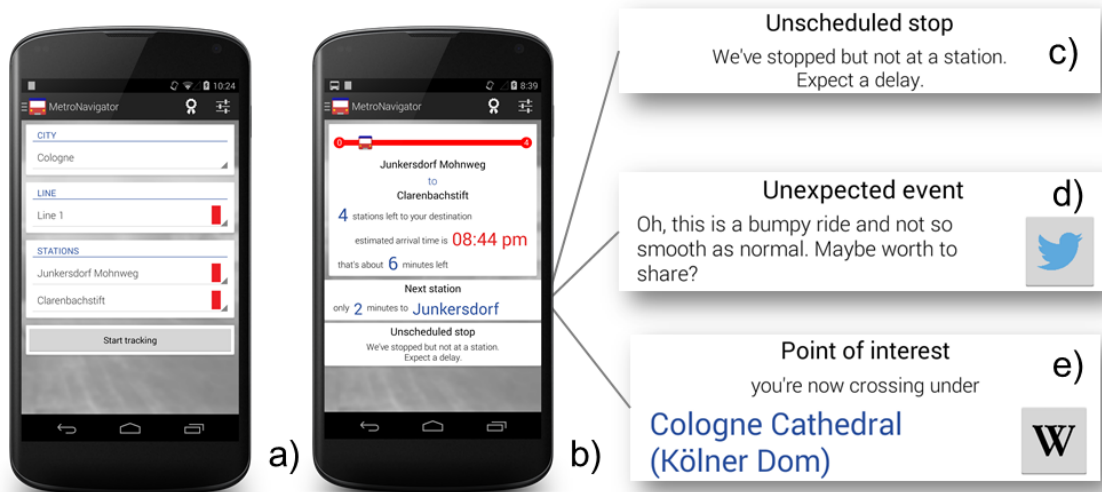 10:24
MetroNavigator
CITY
Cologne
LINE
Line 1
STATIONS
Junkersdorf Mohnweg
Clarenbachstift
Start tracking
a)
8:39
MetroNavigator
0 4
Junkersdorf Mohnweg
to
Clarenbachstift
4 stations left to your destination
estimated arrival time is 08:44 pm
that's about 6 minutes left
Next station
only 2 minutes to Junkersdorf
Unscheduled stop
We've stopped but not at a station.
Expect a delay.
b)
Unscheduled stop
We've stopped but not at a station.
Expect a delay.
c)
Unexpected event
Oh, this is a bumpy ride and not so
smooth as normal. Maybe worth to
share?
d)
Point of interest
you're now crossing under
Cologne Cathedral
(Kölner Dom)
W
e)